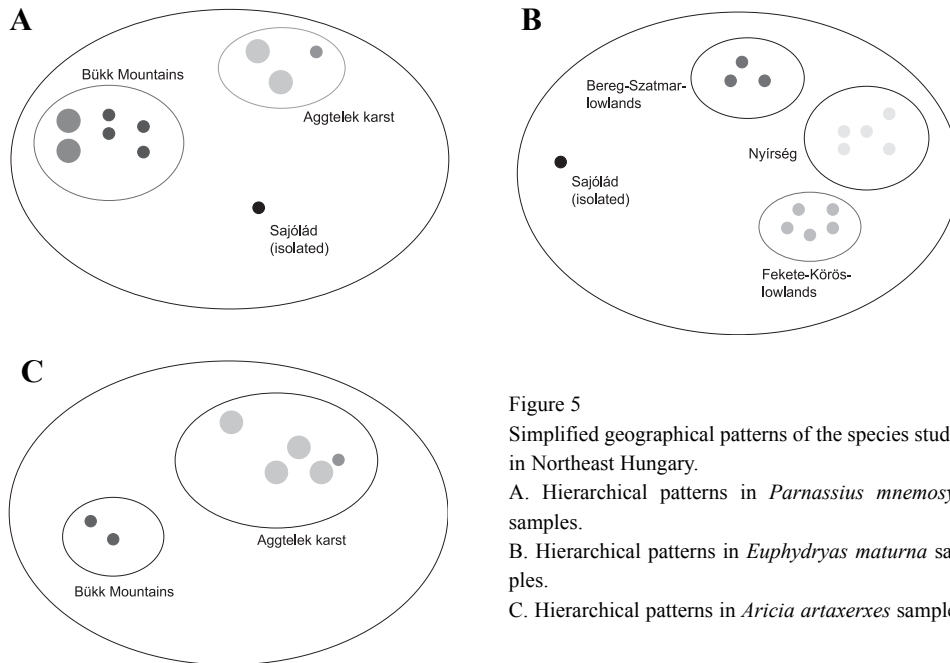 A
Bükk Mountains
Aggtelek karst
Sajólád
(isolated)
B
Bereg-Szatmar-
lowlands
Nyírség
Sajólád
(isolated)
Fekete-Körös-
lowlands
C
Aggtelek karst
Bükk Mountains
Figure 5
Simplified geographical patterns of the species stud
in Northeast Hungary.
A. Hierarchical patterns in Parnassius mnemosy
samples.
B. Hierarchical patterns in Euphydryas maturna sa
ples.
C. Hierarchical patterns in Aricia artaxerxes sample